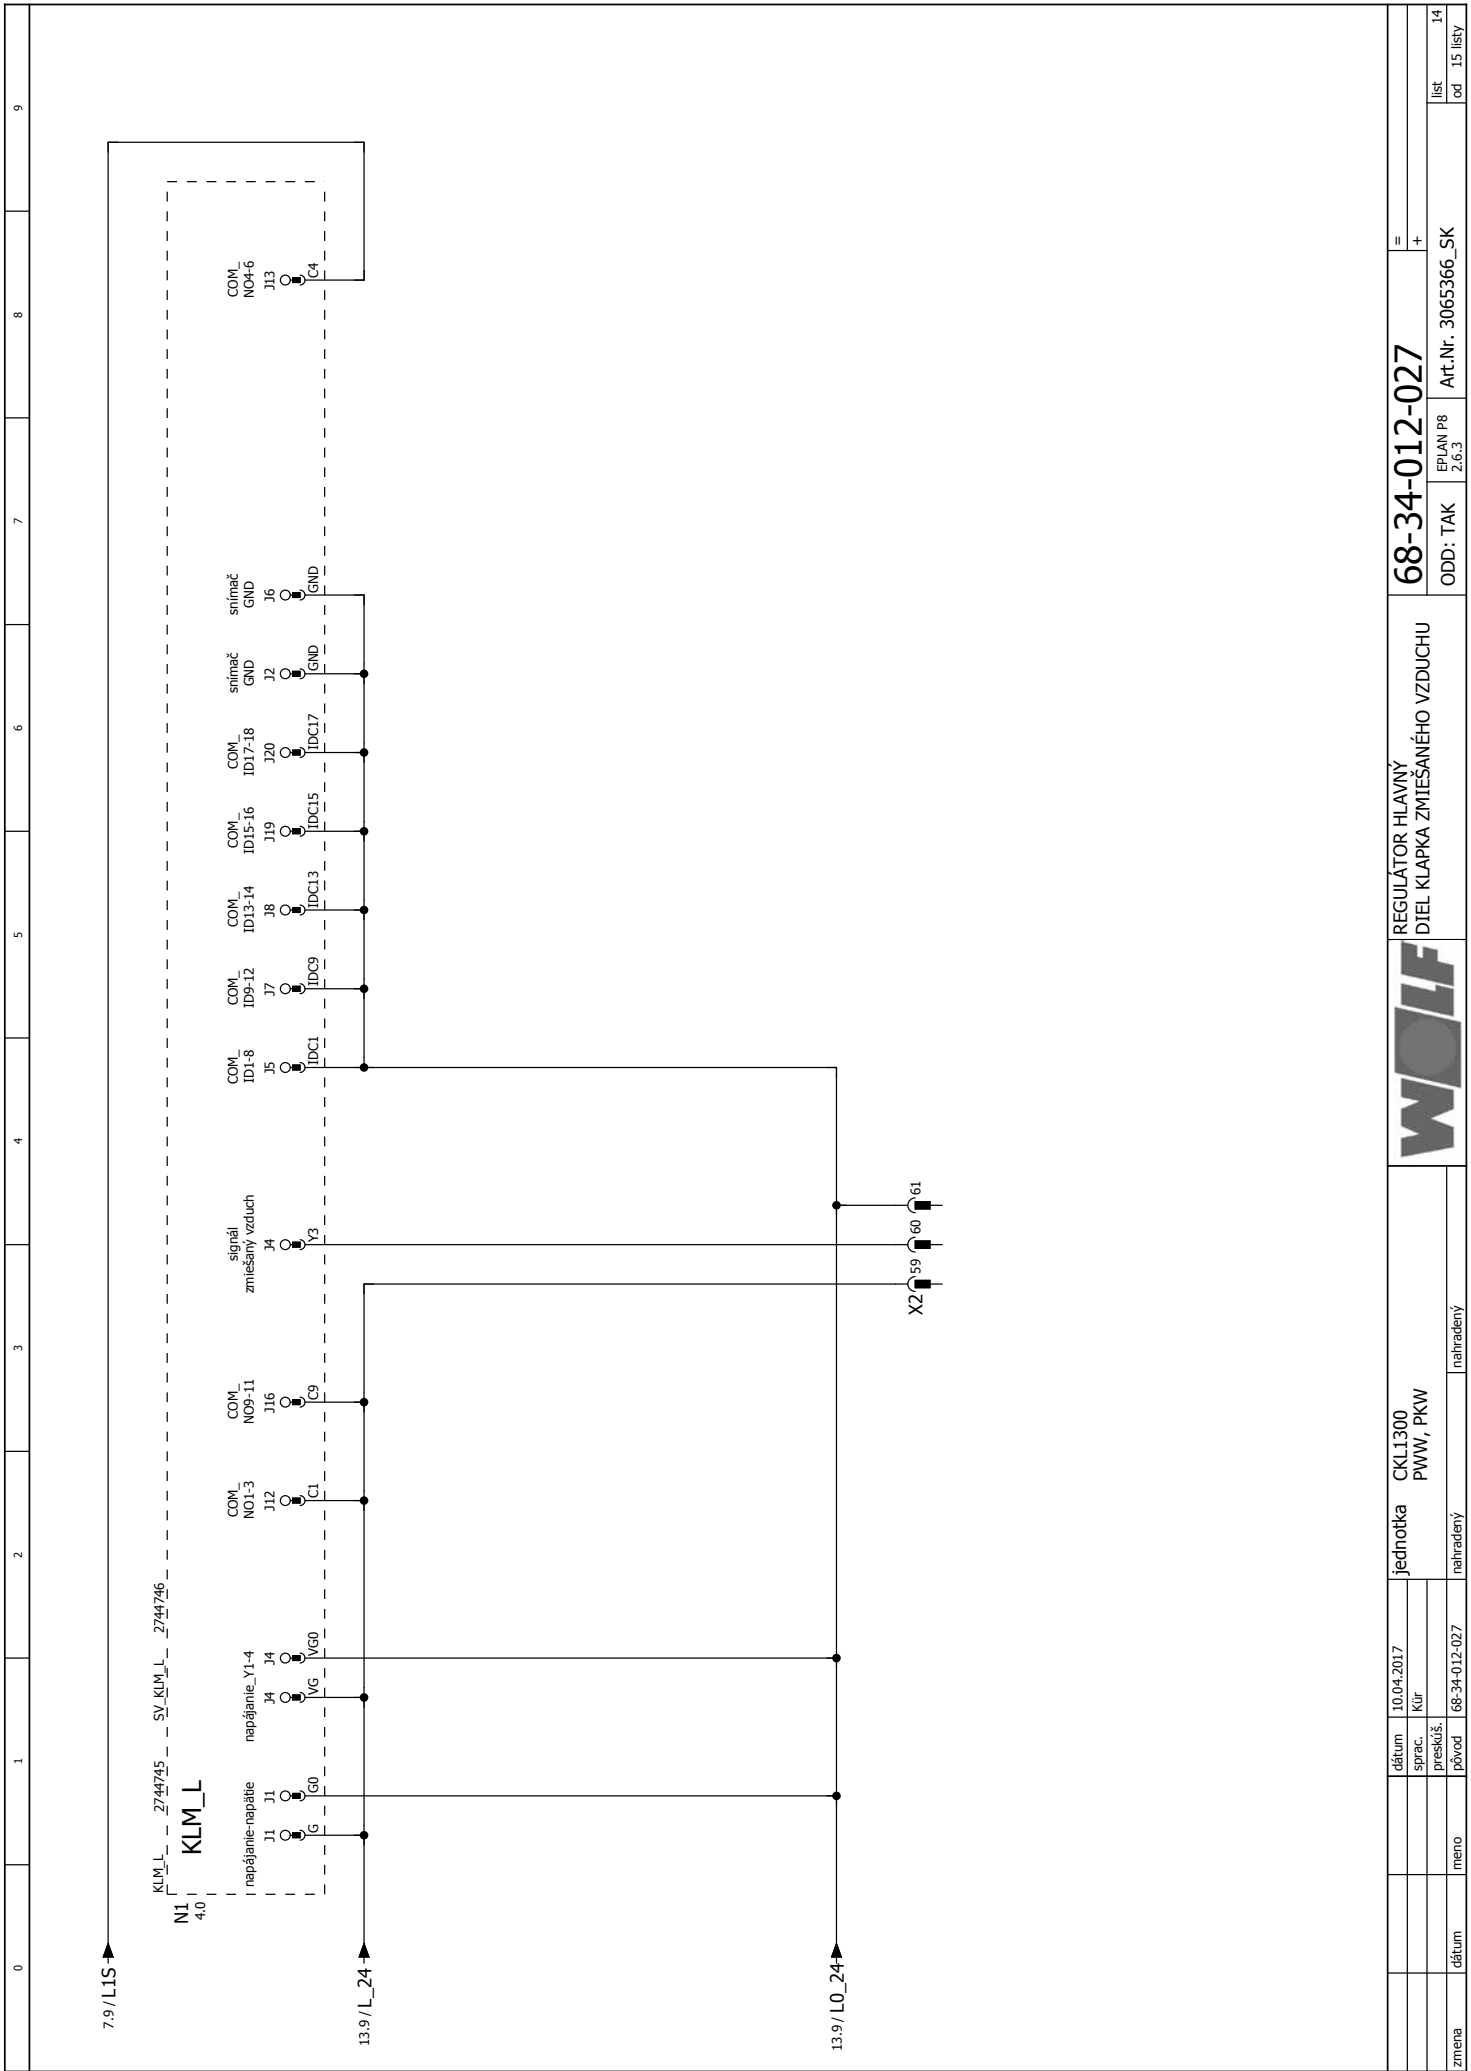 0 1 2 3 4 5 6 7 8 9
7.9 / L1S
KLM_L 2744745 SV_KLM_L 2744746
N1
4.0
KLM_L
napájanie-napätie
J1 J1
G G0
napájanie_Y1-4
J4 J4
VG VG0
COM_
NO1-3
J12
C1
COM_
NO9-11
J16
C9
signál
zmiešaný vzduch
J4
Y3
COM_
ID1-8
J5
IDC1
COM_
ID9-12
J7
IDC9
COM_
ID13-14
J8
IDC13
COM_
ID15-16
J19
IDC15
COM_
ID17-18
J20
IDC17
snímač
GND
J2
GND
snímač
GND
J6
GND
COM_
NO4-6
J13
C4
13.9 / L_24
13.9 / L0_24
X2 59 60 61
zmena dátum meno
dátum 10.04.2017
sprac. Kür
preskúš.
pôvod 68-34-012-027
jednotka CKL1300
PWW, PKW
nahradený nahradený
WOLF
REGULÁTOR HLAVNÝ
DIEL KLAPKA ZMIEŠANÉHO VZDUCHU
68-34-012-027
ODD: TAK
EPLAN P8
2.6.3
Art.Nr. 3065366_SK
=
+
list 14
od 15 listy